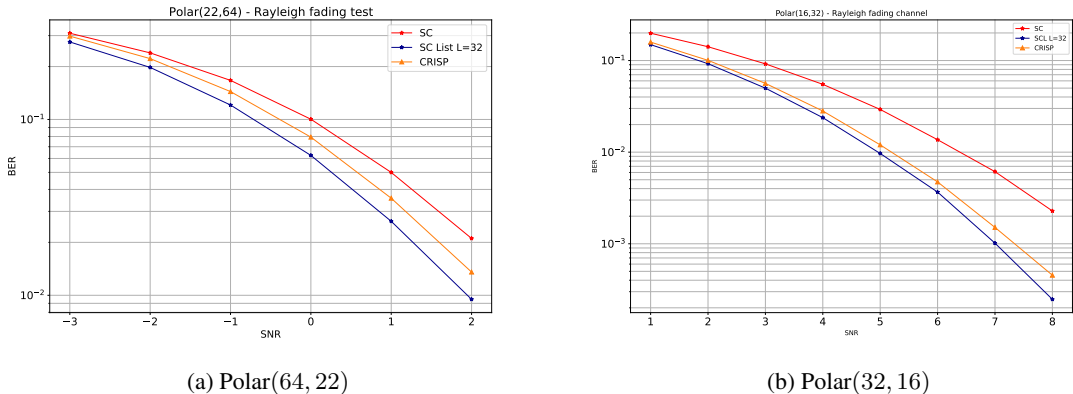 Polar(22,64) - Rayleigh fading test
SC
SC List L=32
CRISP
10⁻¹
10⁻²
BER
−3
−2
−1
0
1
2
SNR
(a) Polar(64, 22)
Polar(16,32) - Rayleigh fading channel
SC
SCL L=32
CRISP
10⁻¹
10⁻²
10⁻³
BER
1
2
3
4
5
6
7
8
SNR
(b) Polar(32, 16)